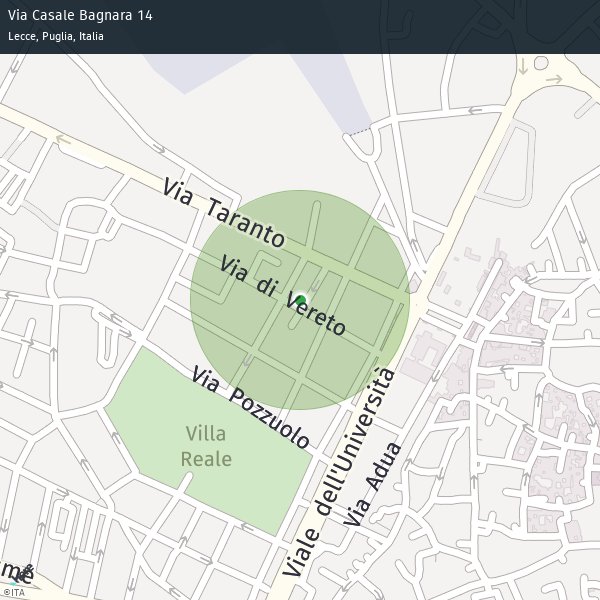 Via Casale Bagnara 14
Lecce, Puglia, Italia
Via Taranto
Via di Vereto
Via Pozzuolo
Villa
Reale
Viale dell'Università
Via Adua
©ITA